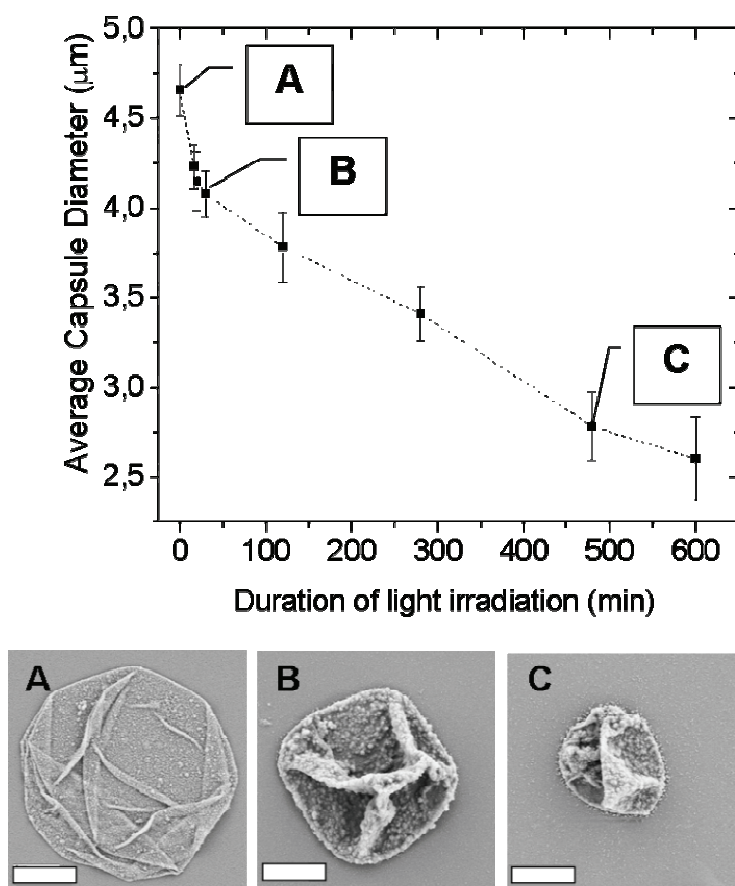 5,0
4,5
4,0
3,5
3,0
2,5
Average Capsule Diameter (μm)
A
B
C
0 100 200 300 400 500 600
Duration of light irradiation (min)
A B C